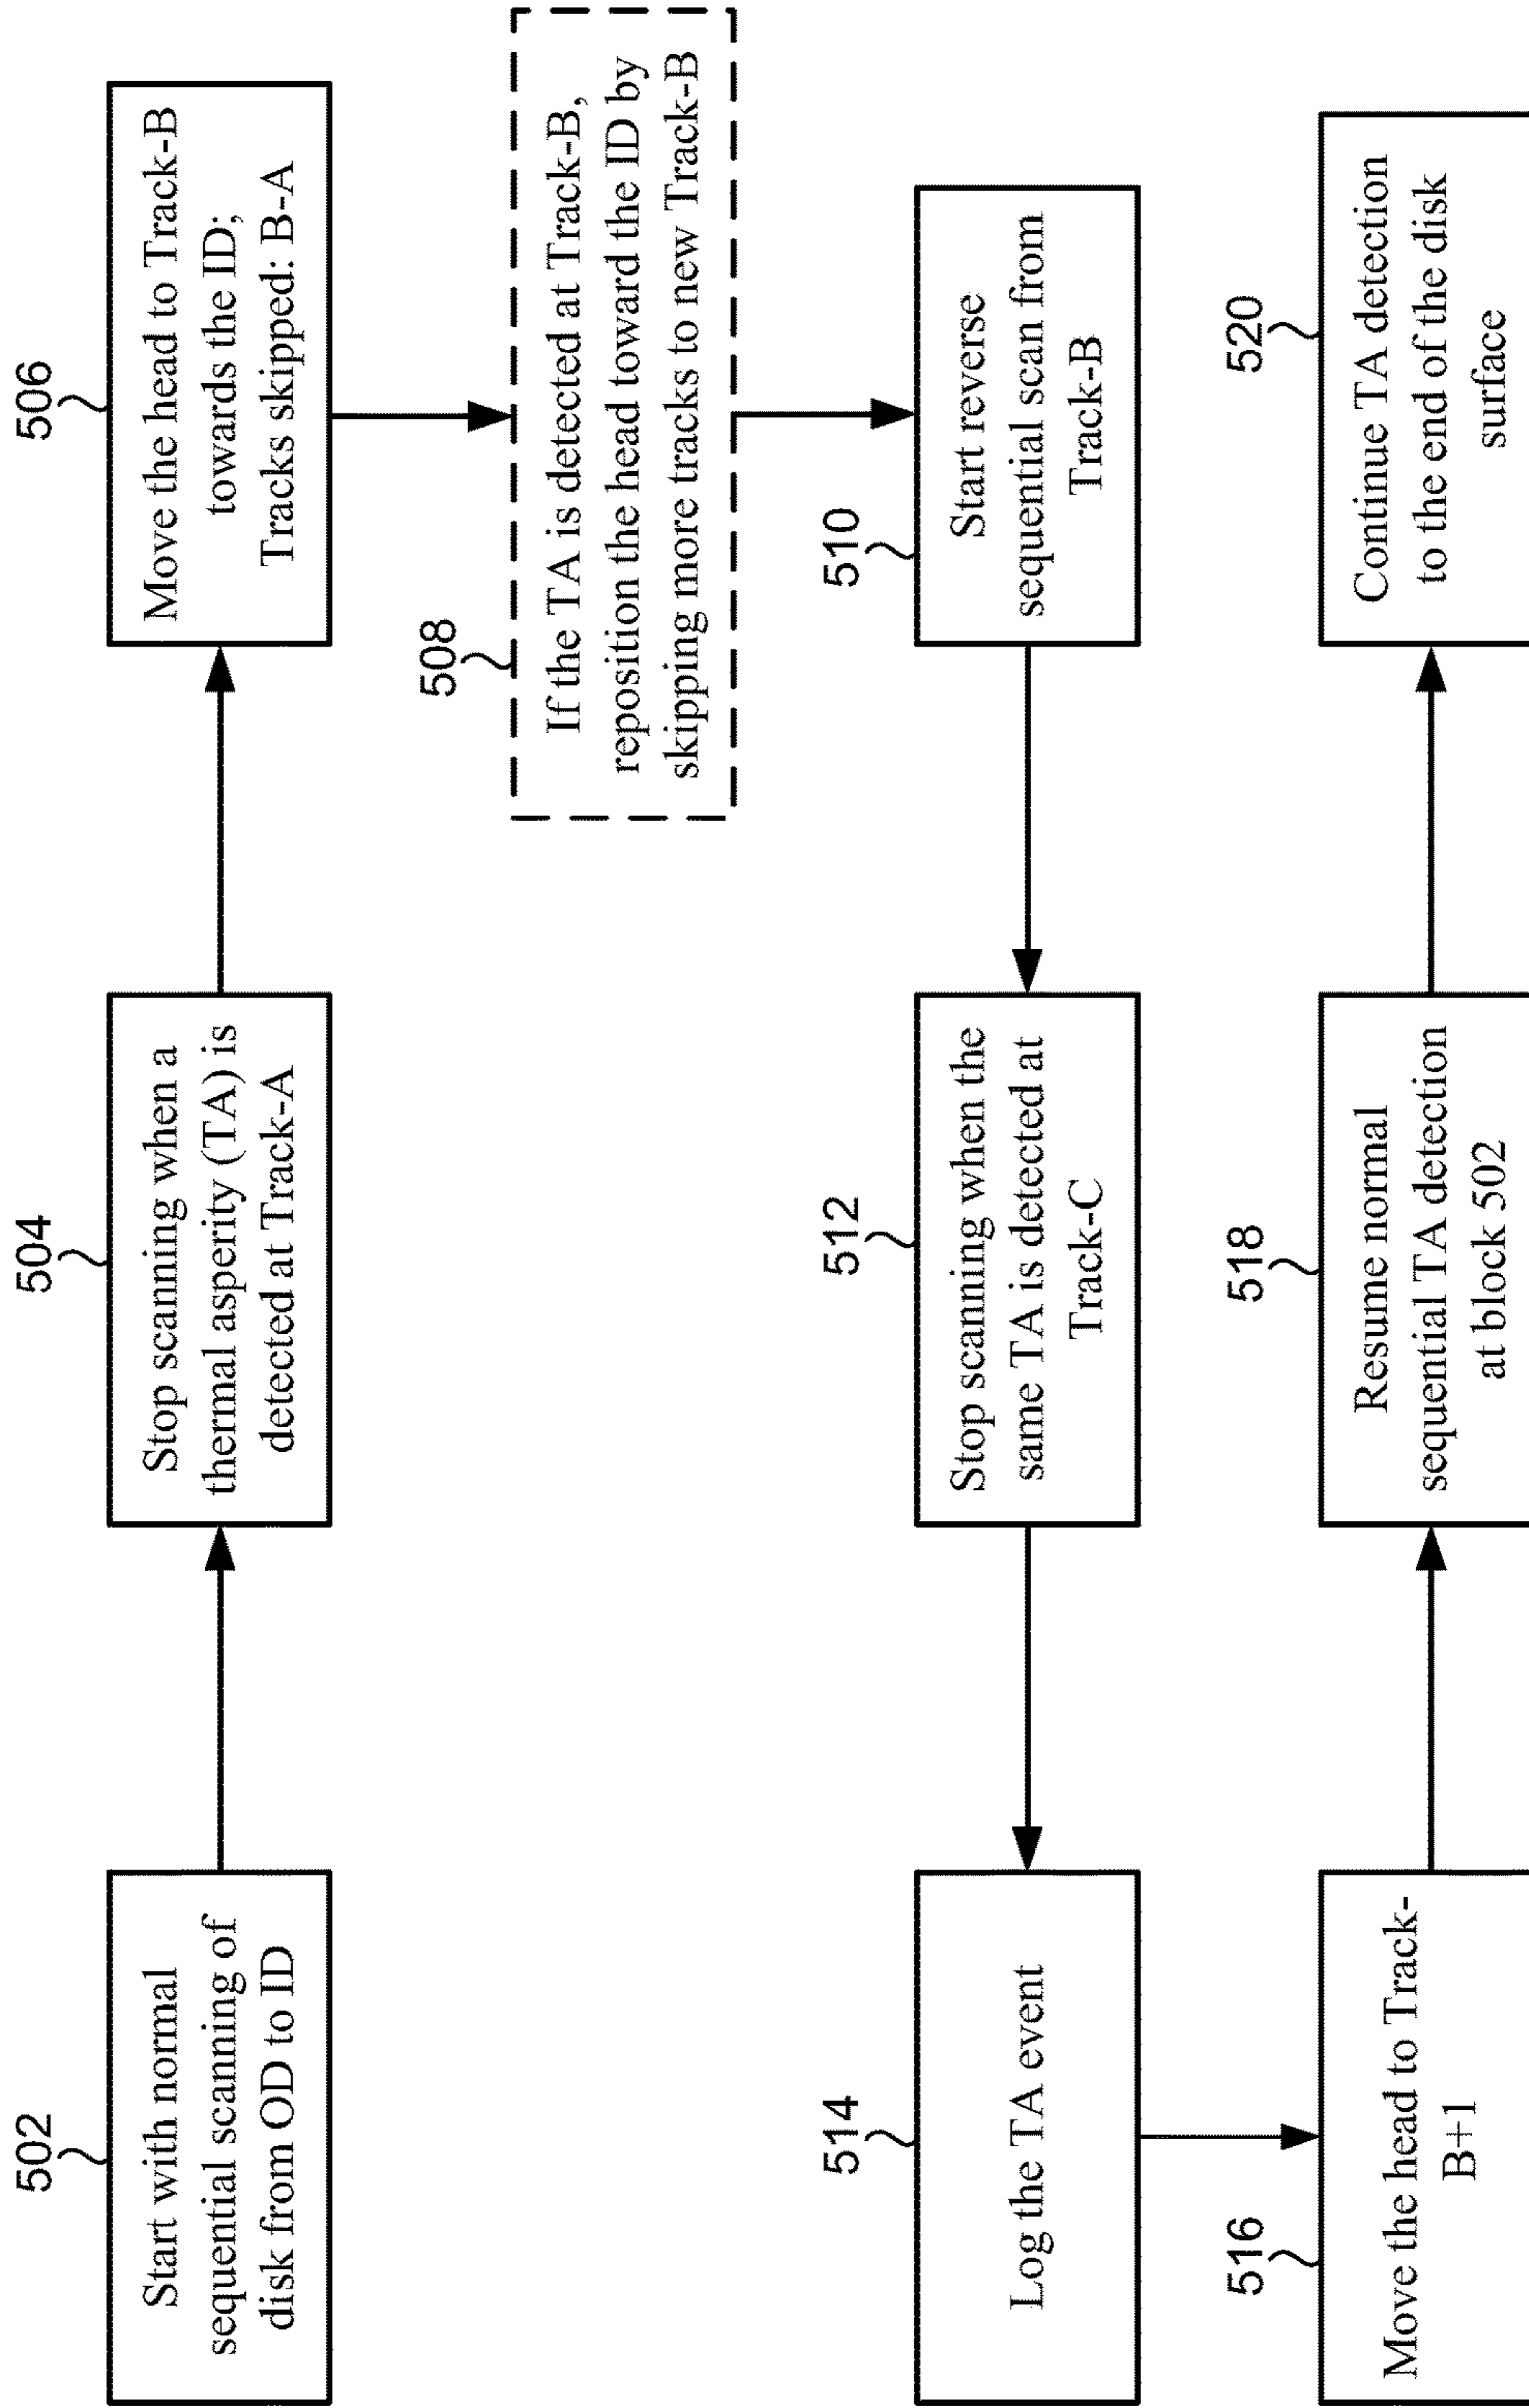 502
Start with normal
sequential scanning of
disk from OD to ID
504
Stop scanning when a
thermal asperity (TA) is
detected at Track-A
506
Move the head to Track-B
towards the ID;
Tracks skipped: B-A
508
If the TA is detected at Track-B,
reposition the head toward the ID by
skipping more tracks to new Track-B
510
Start reverse
sequential scan from
Track-B
512
Stop scanning when the
same TA is detected at
Track-C
514
Log the TA event
516
Move the head to Track-
B+1
518
Resume normal
sequential TA detection
at block 502
520
Continue TA detection
to the end of the disk
surface